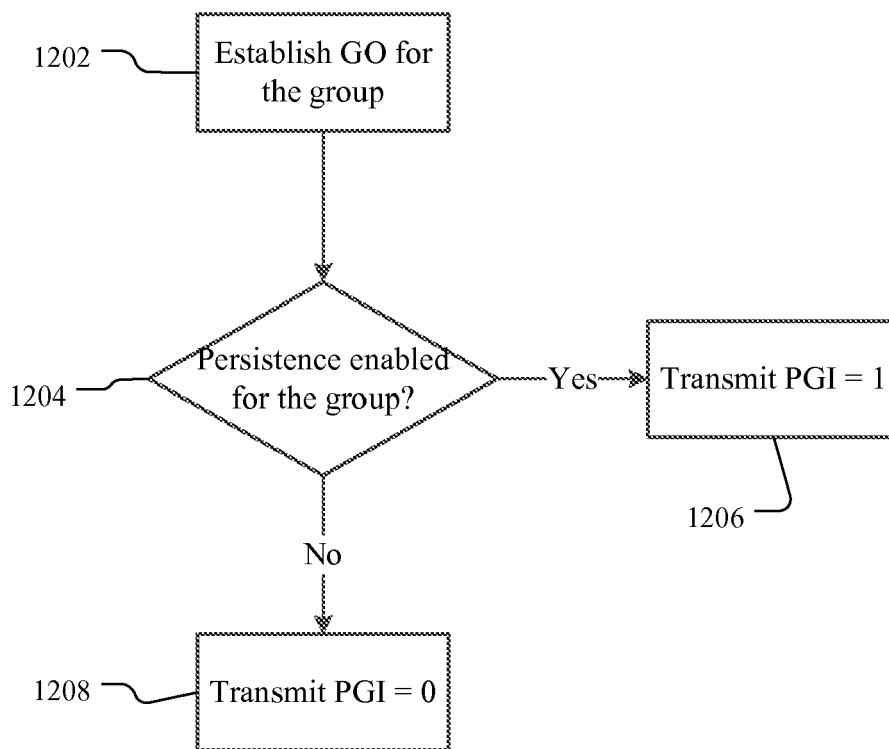 1202
Establish GO for
the group
1204
Persistence enabled
for the group?
Yes
Transmit PGI = 1
1206
No
1208
Transmit PGI = 0